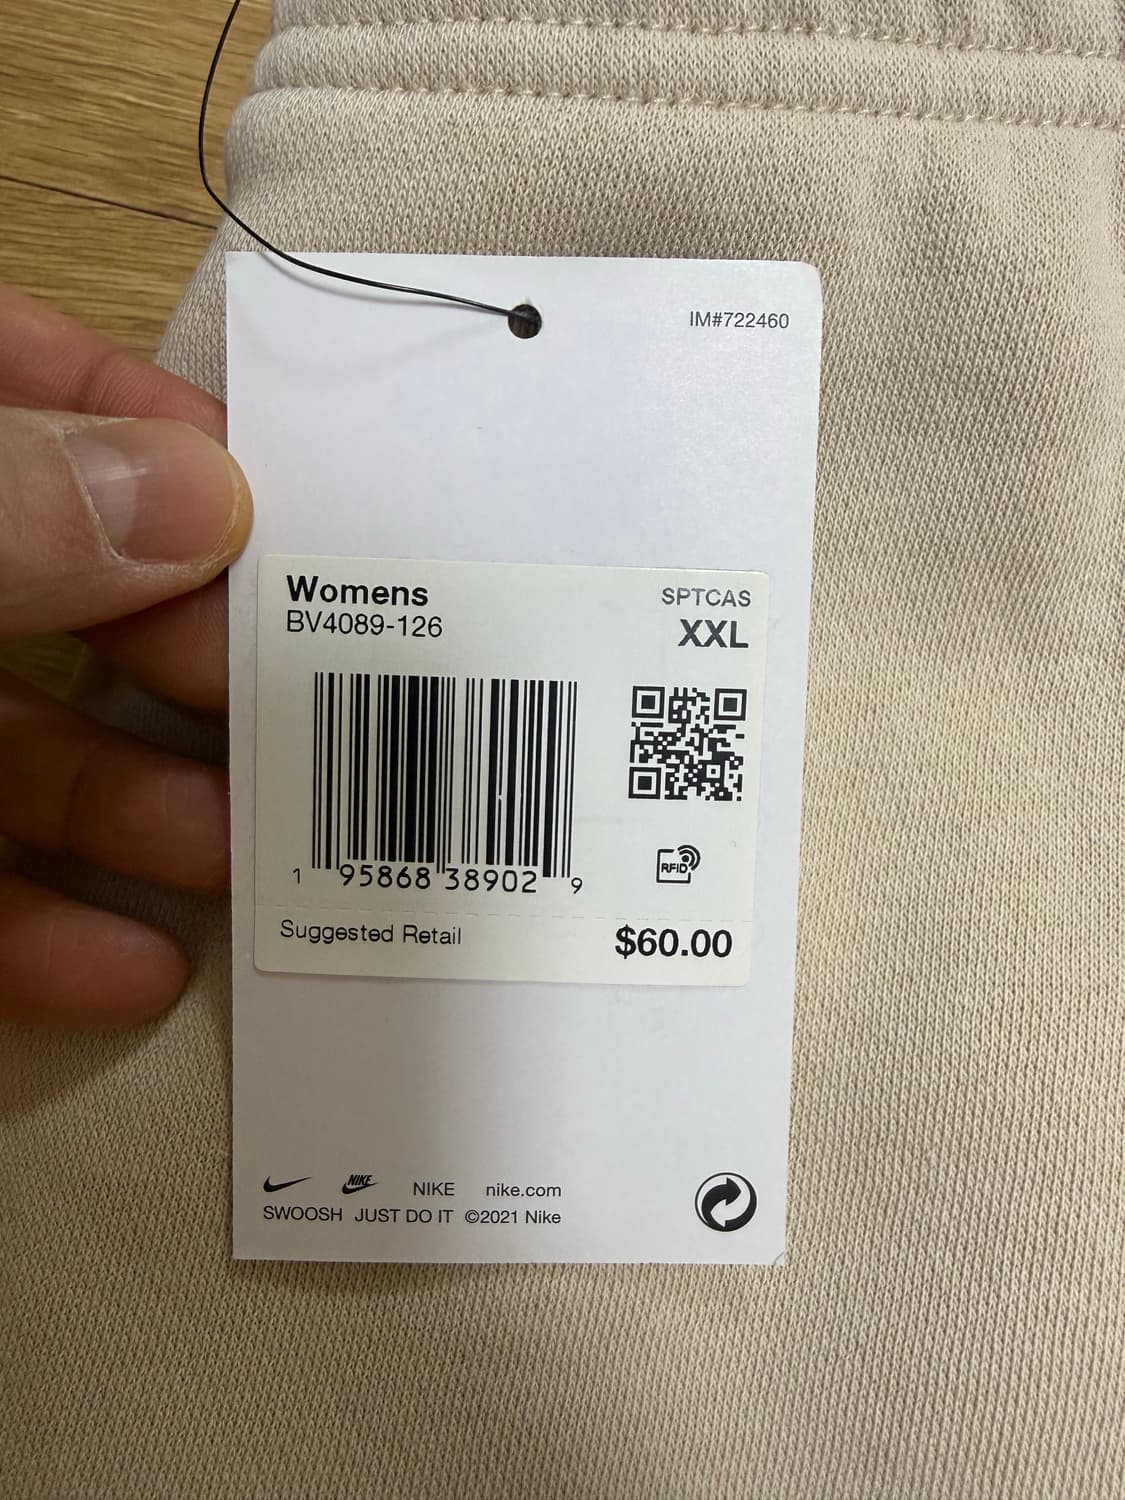 IM#722460
Womens
SPTCAS
BV4089-126
XXL
1 95868 38902 9
RFID
Suggested Retail $60.00
NIKE NIKE nike.com
SWOOSH JUST DO IT ©2021 Nike